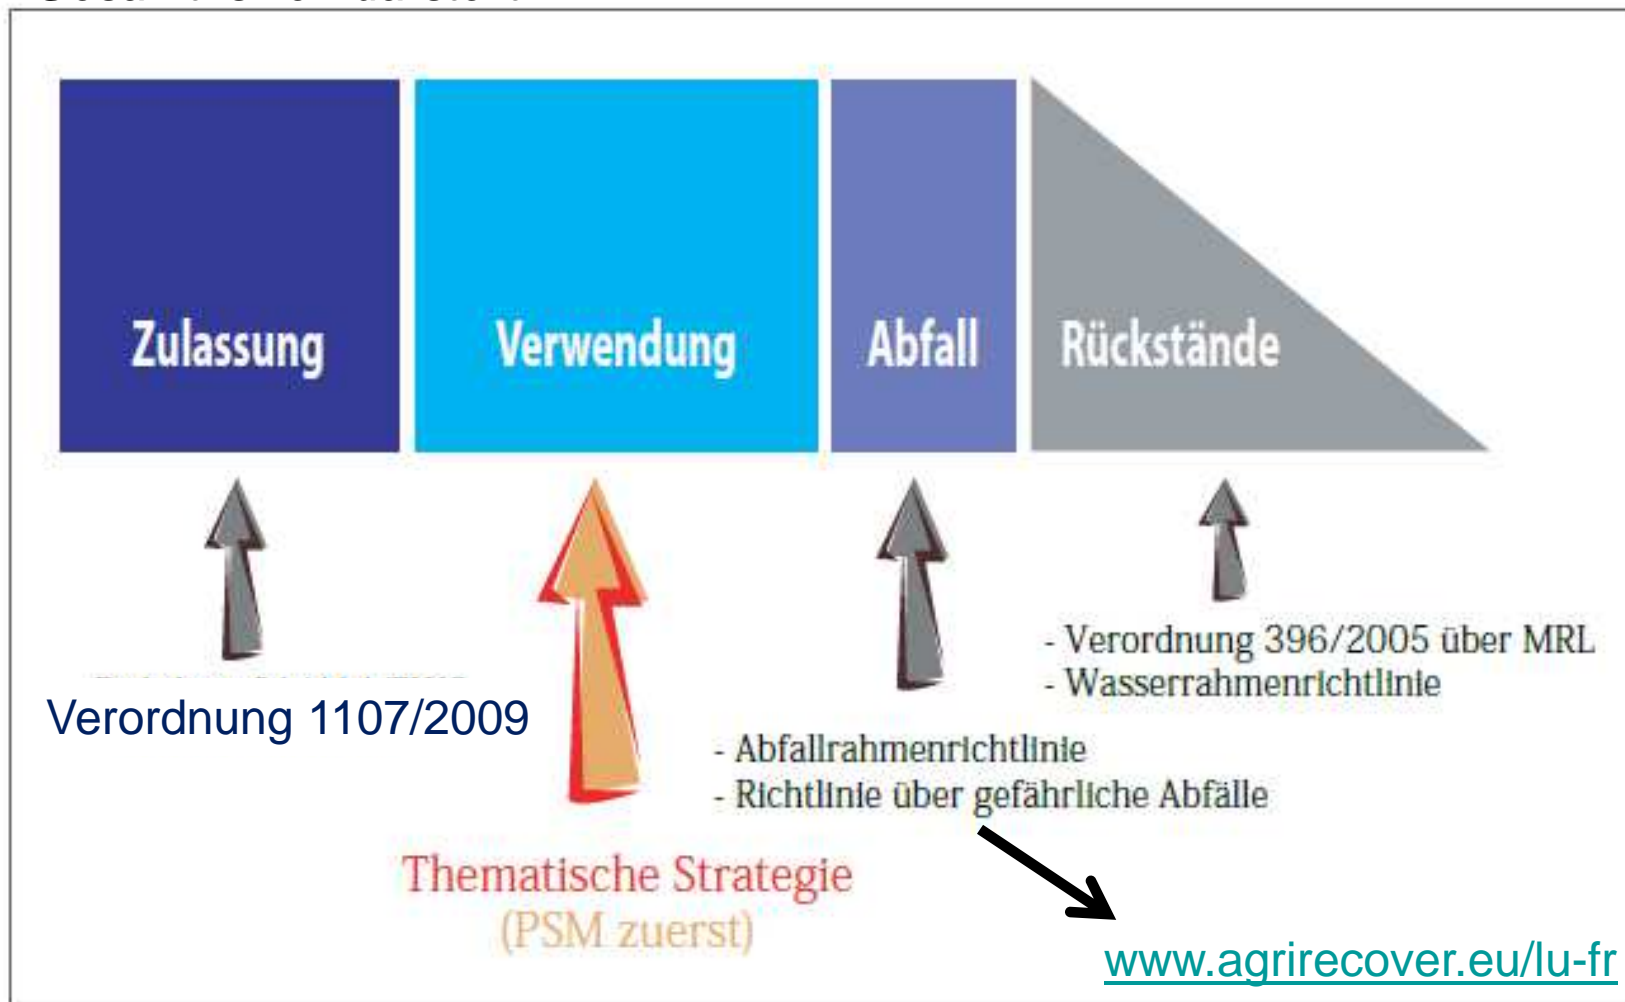 Zulassung
Verwendung
Abfall
Rückstände
Verordnung 1107/2009
Thematische Strategie
(PSM zuerst)
- Abfallrahmenrichtlinie
- Richtlinie über gefährliche Abfälle
- Verordnung 396/2005 über MRL
- Wasserrahmenrichtlinie
www.agrirecover.eu/lu-fr